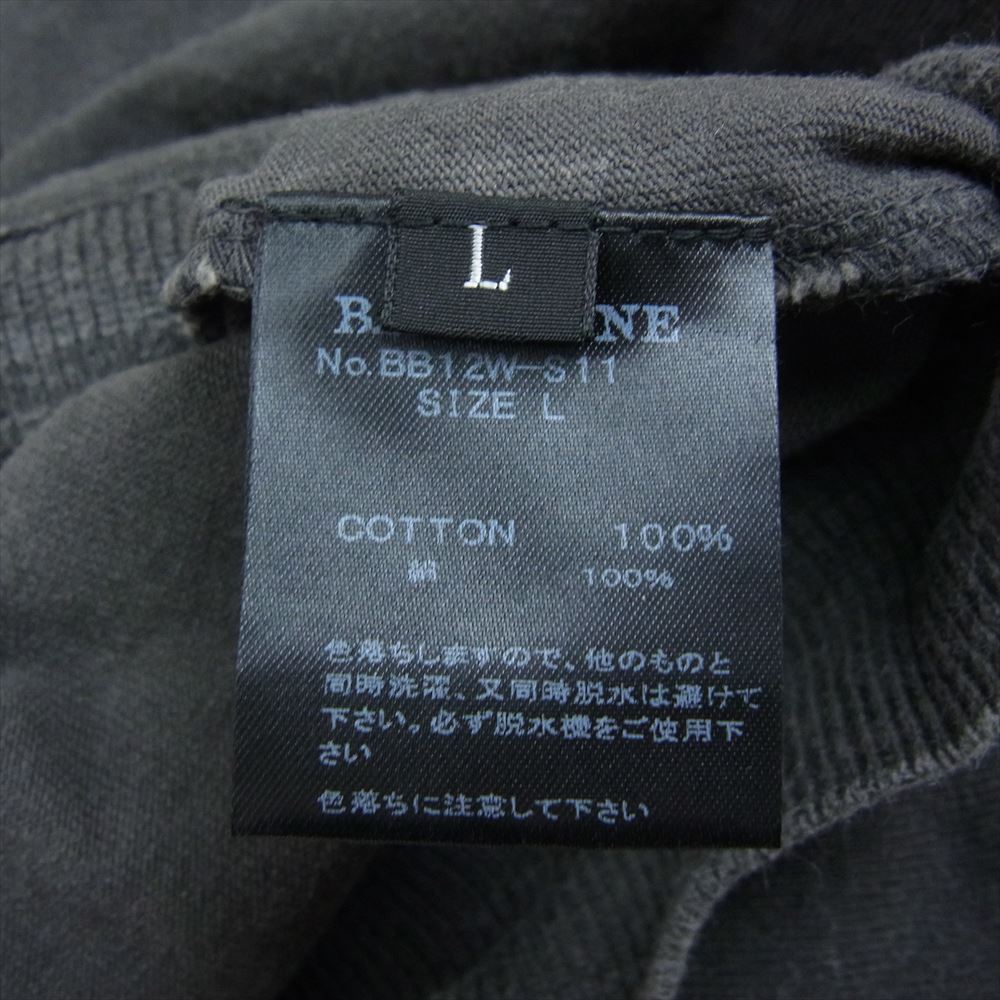 L
No.BB12W-S11
SIZE L
COTTON 100%
綿 100%
色落ちしますので、他のものと
同時洗濯、又同時脱水は避けて
下さい。必ず脱水機をご使用下
さい
色落ちに注意して下さい